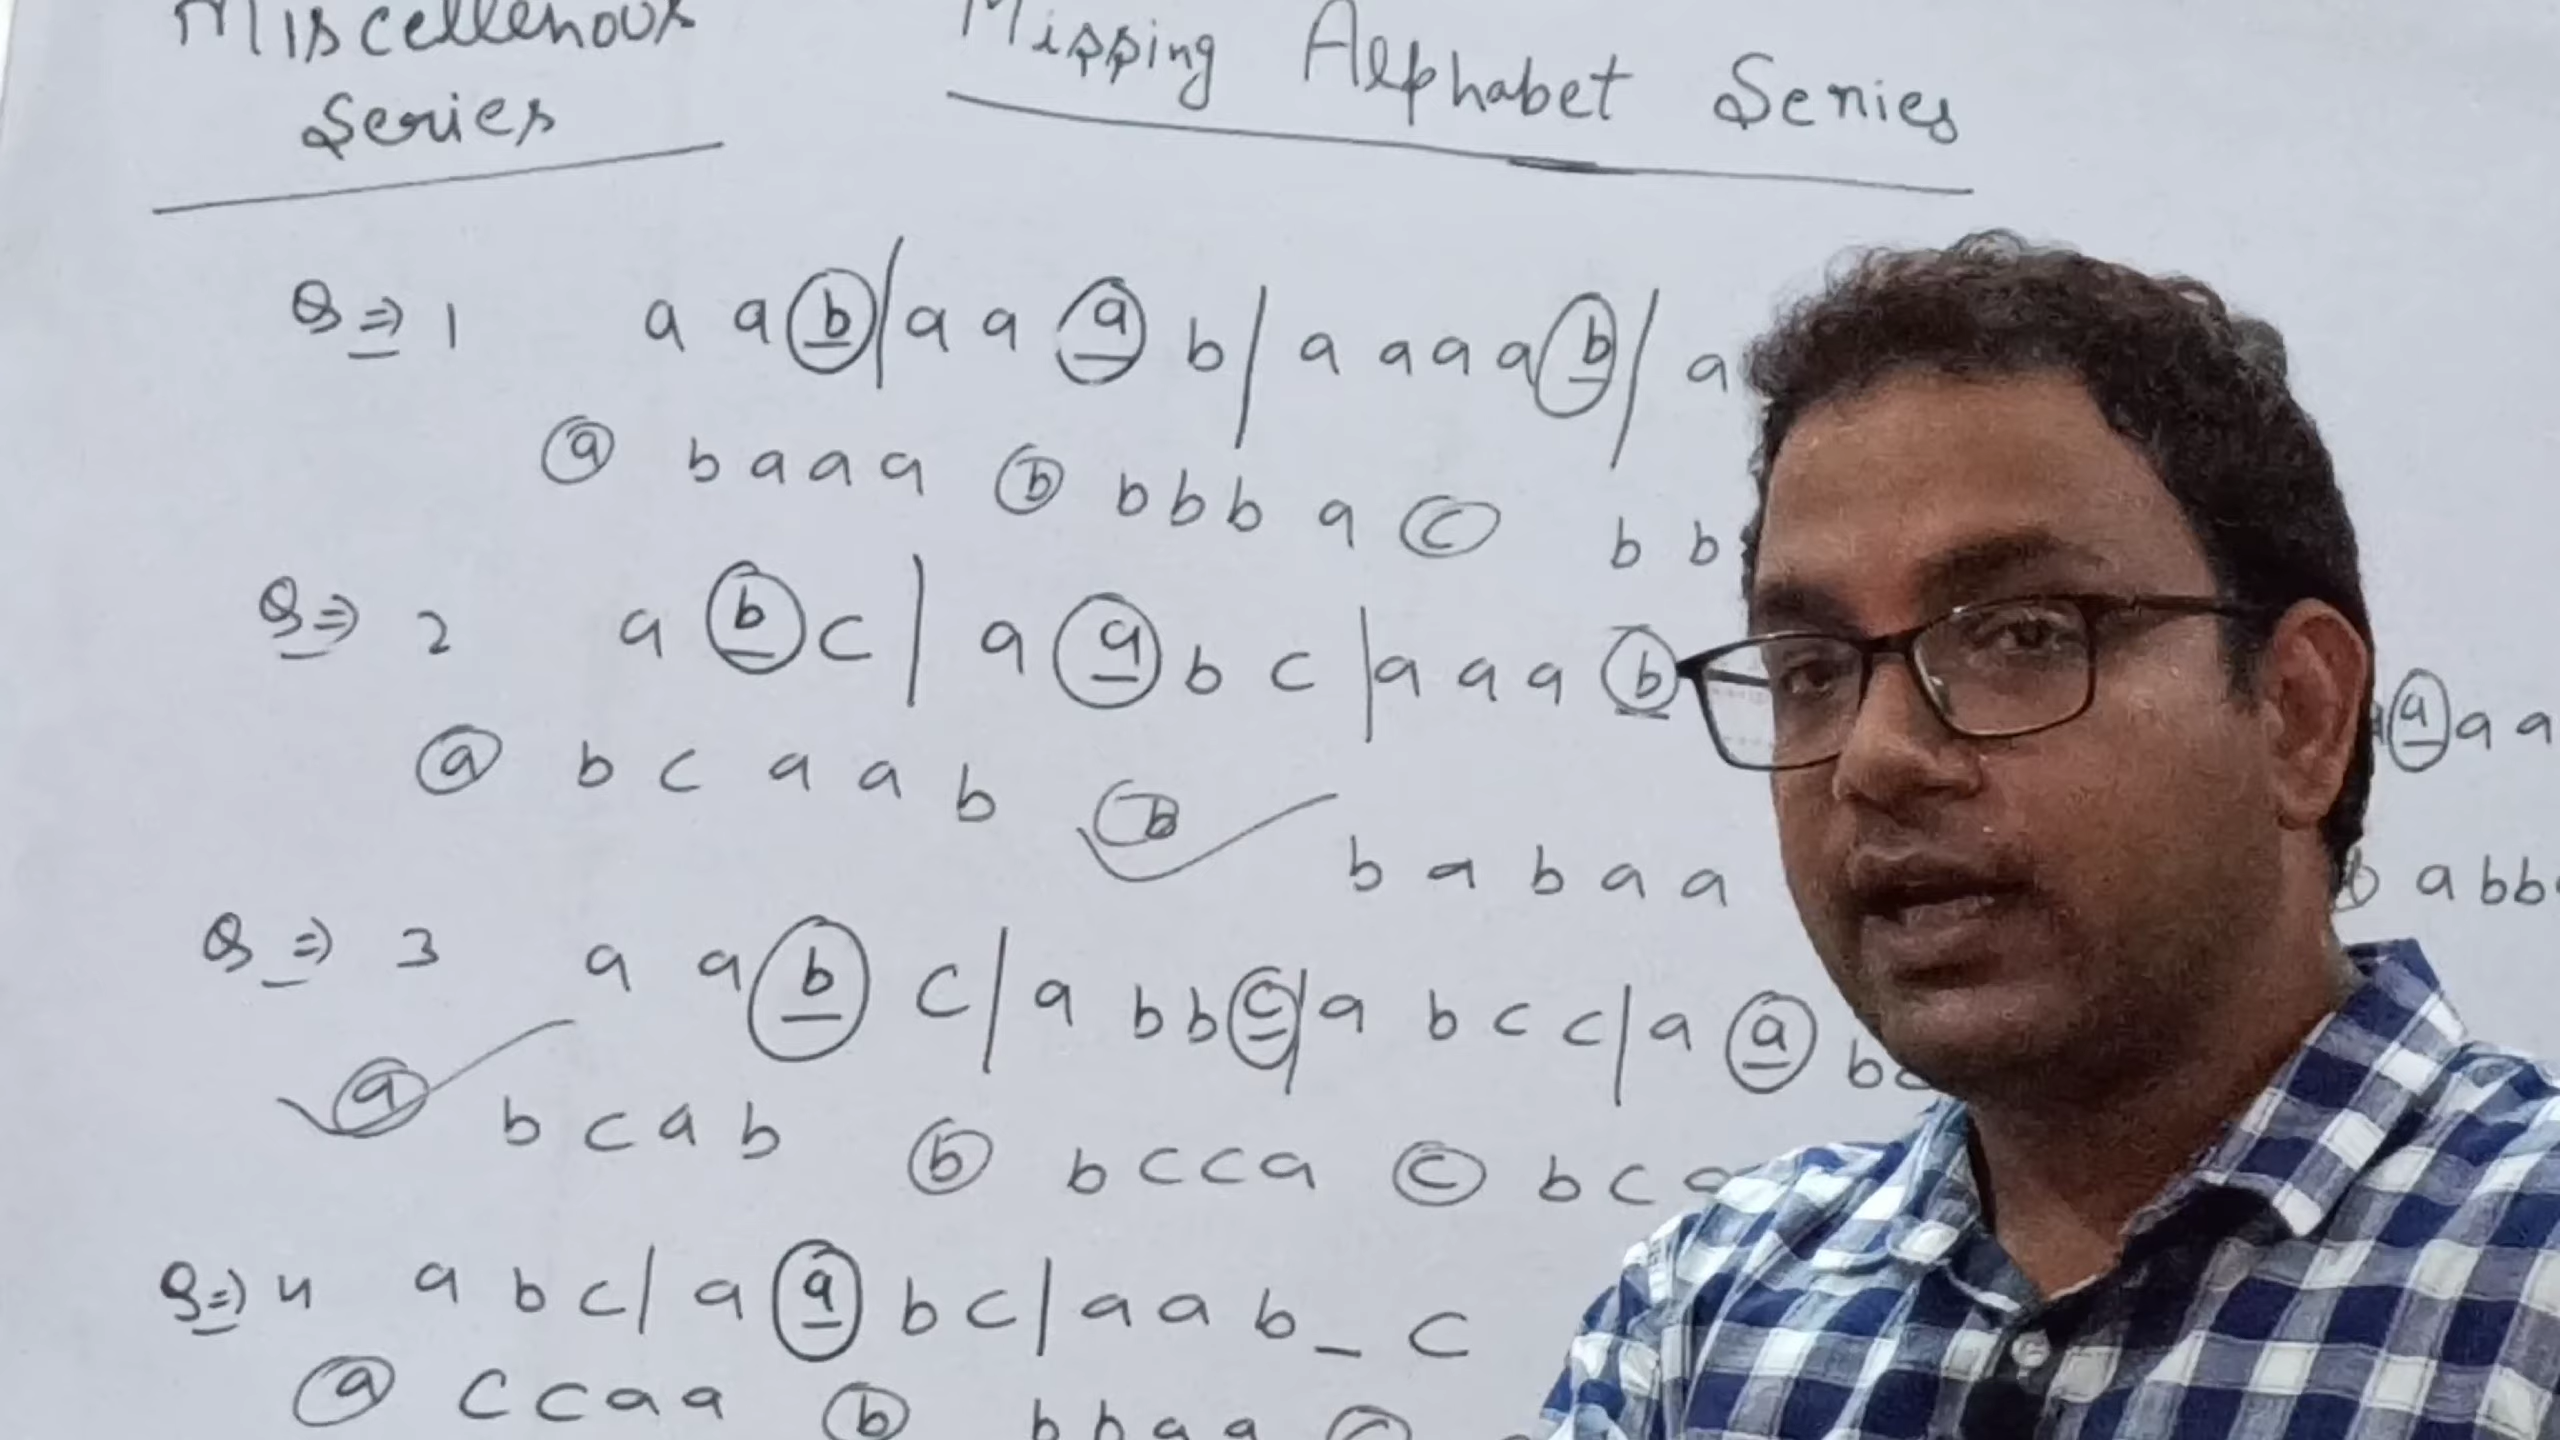 Miscellenous Missing Alphabet Series
Series
Q ⇒ 1 a a b / a a a b / a a a a b / a
(a) b a a a (b) b b b a (c) b b
Q ⇒ 2 a b c | a a b c | a a a b a a a
(a) b c a a b (B) b a b a a b a b b
Q ⇒ 3 a a b c / a b b c / a b c c / a a b c
(a) b c a b (b) b c c a (c) b c
Q ⇒ 4 a b c / a a b c / a a b _ c
(a) c c a a (b) b b a a (c)